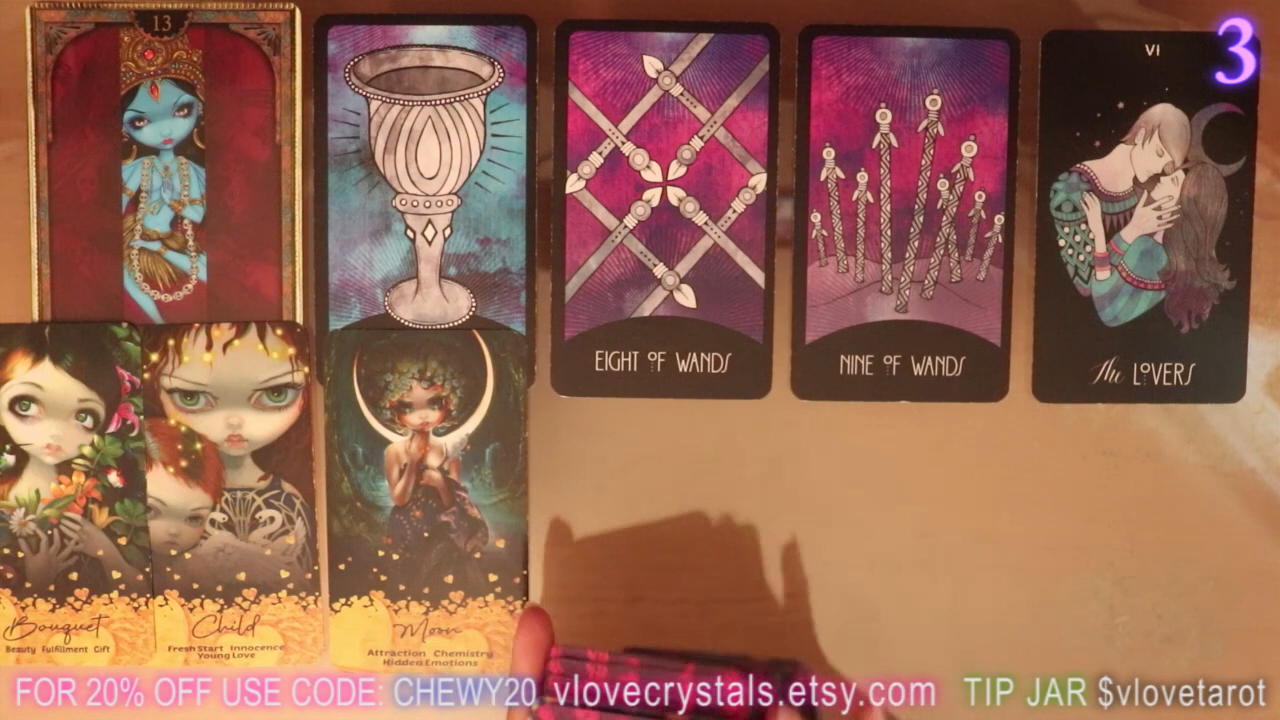 13
VI
3
EIGHT OF WANDS
NINE OF WANDS
The LOVERS
Bouquet
Beauty Fulfillment Gift
Child
Fresh Start Innocence
Young Love
Moon
Attraction Chemistry
Hidden Emotions
FOR 20% OFF USE CODE: CHEWY20 vlovecrystals.etsy.com TIP JAR $vlovetarot